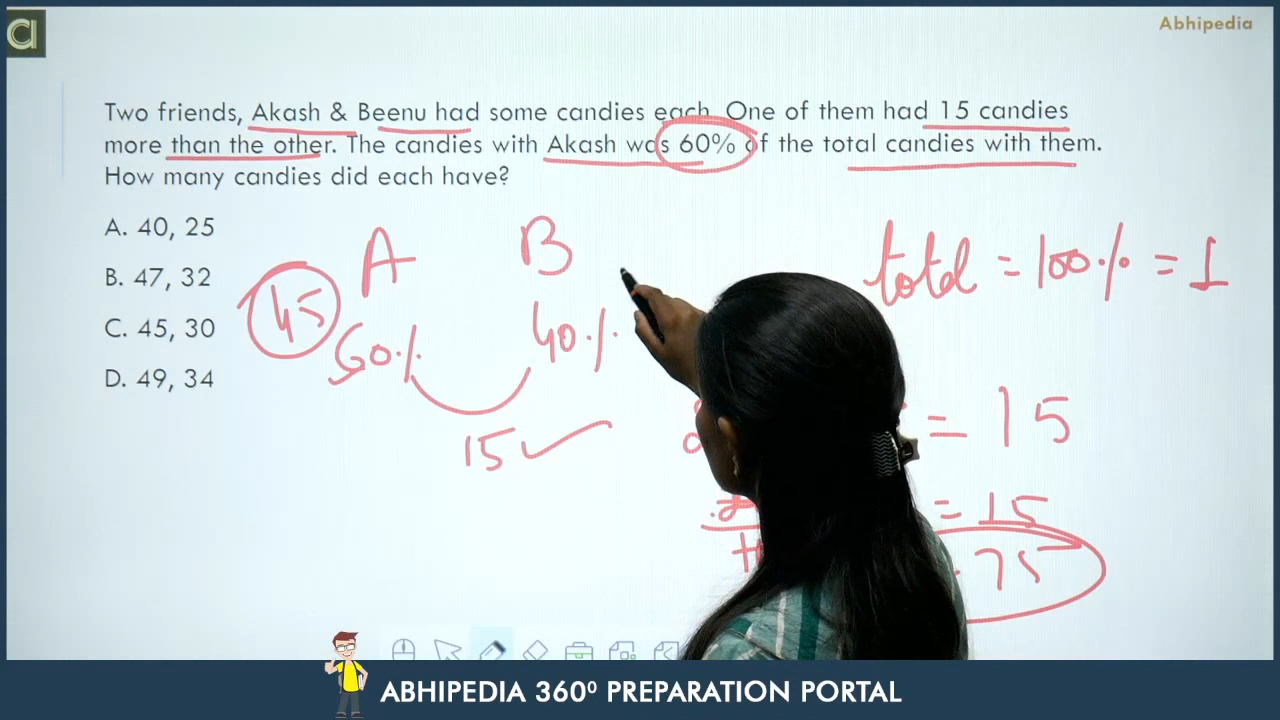 Abhipedia
Two friends, Akash & Beenu had some candies each. One of them had 15 candies
more than the other. The candies with Akash was 60% of the total candies with them.
How many candies did each have?
A. 40, 25
B. 47, 32
C. 45, 30
D. 49, 34
A B
total = 100% = 1
45
60% 40%
= 15
15
= 15
75
ABHIPEDIA 360⁰ PREPARATION PORTAL